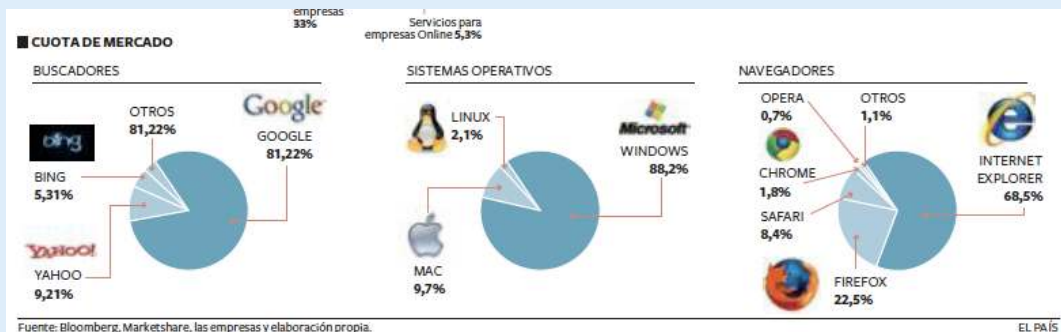 empresas
33%
Servicios para
empresas Online 5,3%
CUOTA DE MERCADO
BUSCADORES
bing
OTROS
81,22%
Google
GOOGLE
81,22%
BING
5,31%
YAHOO!
YAHOO
9,21%
SISTEMAS OPERATIVOS
LINUX
2,1%
Microsoft
WINDOWS
88,2%
MAC
9,7%
NAVEGADORES
OPERA
0,7%
OTROS
1,1%
CHROME
1,8%
INTERNET
EXPLORER
68,5%
SAFARI
8,4%
FIREFOX
22,5%
Fuente: Bloomberg, Marketshare, las empresas y elaboración propia.
EL PAÍS